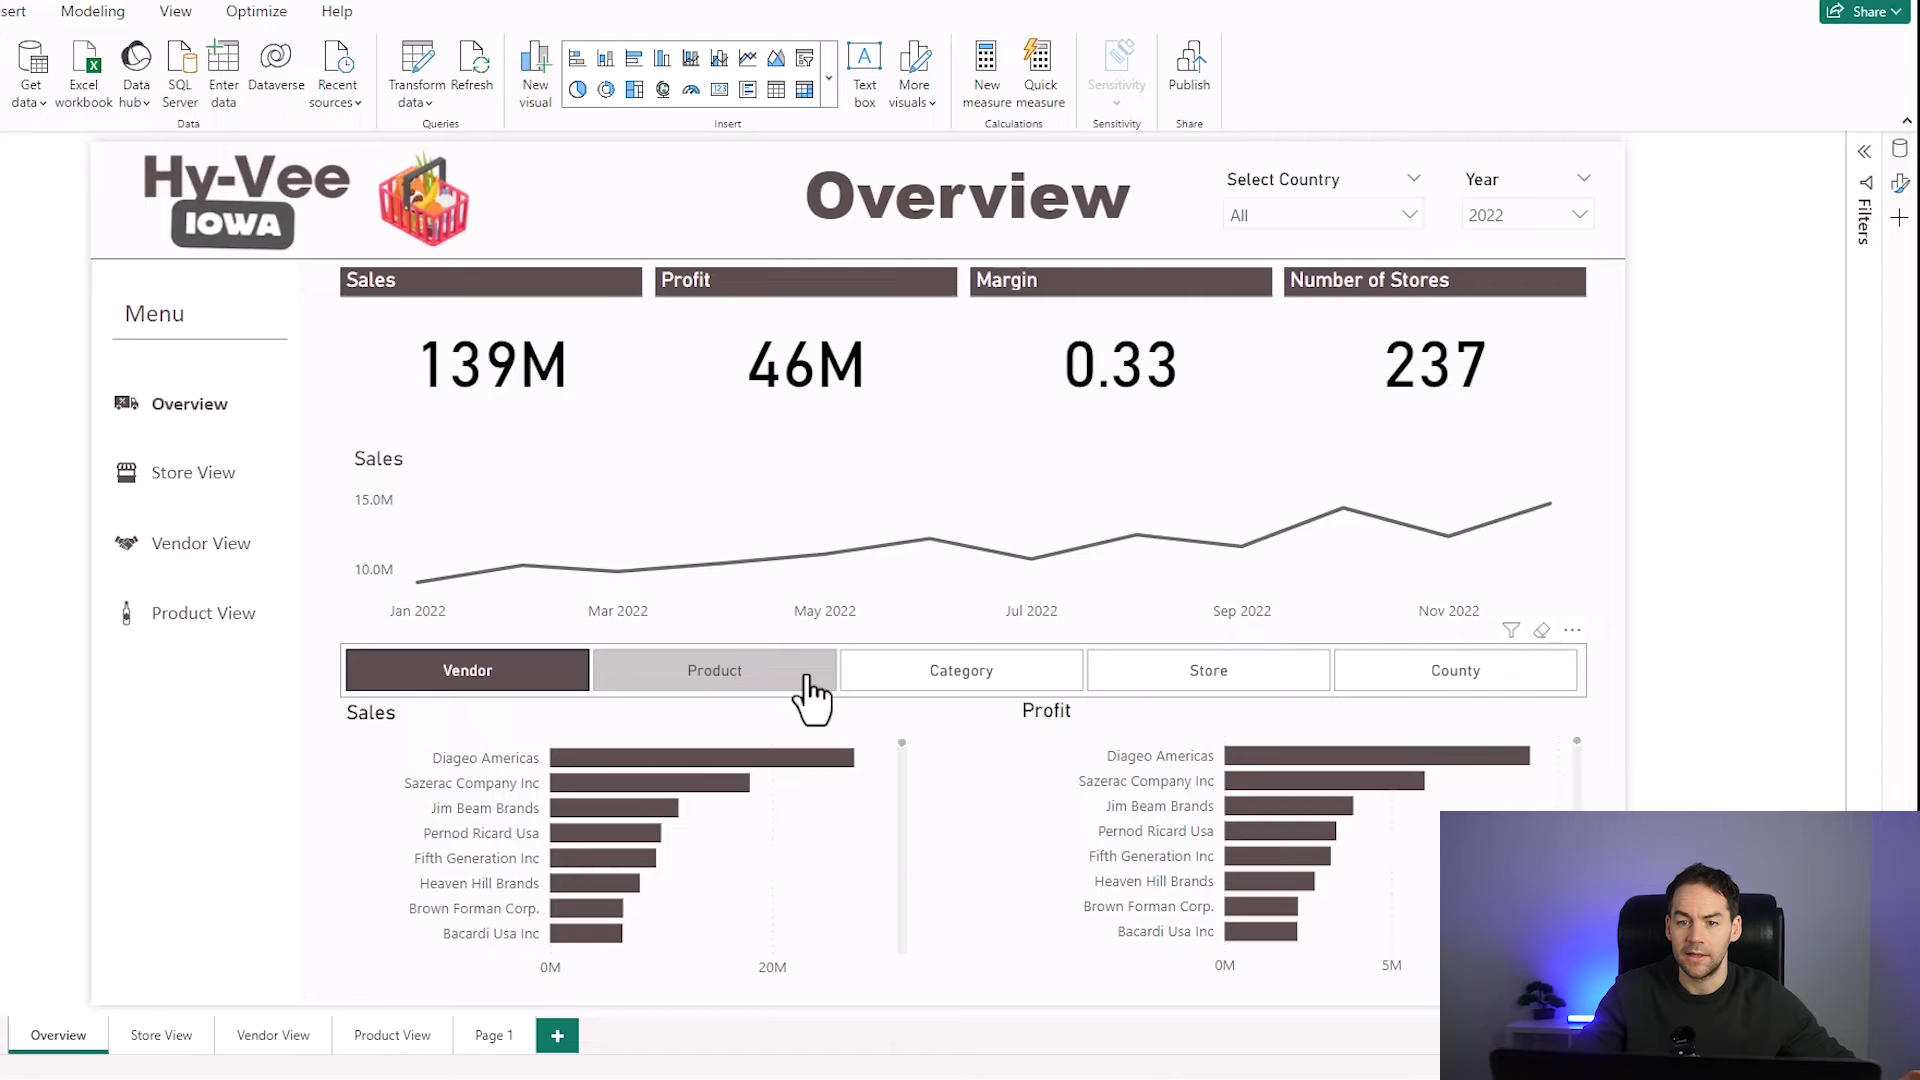 sert Modeling View Optimize Help
Share
Get data
Excel workbook
Data hub
SQL Server
Enter data
Dataverse
Recent sources
Transform data
Refresh
New visual
123
A
Text box
More visuals
New measure
Quick measure
Sensitivity
Publish
Data
Queries
Insert
Calculations
Sensitivity
Share
Hy-Vee
IOWA
Overview
Select Country
All
Year
2022
Filters
Menu
Overview
Store View
Vendor View
Product View
Sales
139M
Profit
46M
Margin
0.33
Number of Stores
237
Sales
15.0M
10.0M
Jan 2022 Mar 2022 May 2022 Jul 2022 Sep 2022 Nov 2022
Vendor Product Category Store County
Sales
Diageo Americas
Sazerac Company Inc
Jim Beam Brands
Pernod Ricard Usa
Fifth Generation Inc
Heaven Hill Brands
Brown Forman Corp.
Bacardi Usa Inc
0M 20M
Profit
Diageo Americas
Sazerac Company Inc
Jim Beam Brands
Pernod Ricard Usa
Fifth Generation Inc
Heaven Hill Brands
Brown Forman Corp.
Bacardi Usa Inc
0M 5M
Overview Store View Vendor View Product View Page 1